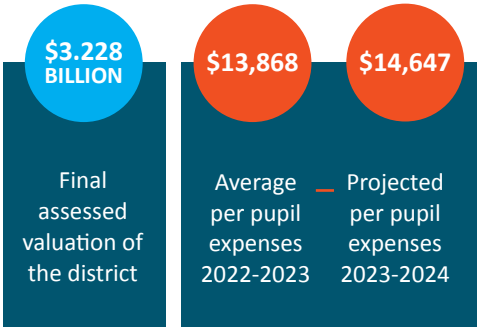 $3.228
BILLION
Final
assessed
valuation of
the district
$13,868
Average
per pupil
expenses
2022-2023
$14,647
Projected
per pupil
expenses
2023-2024